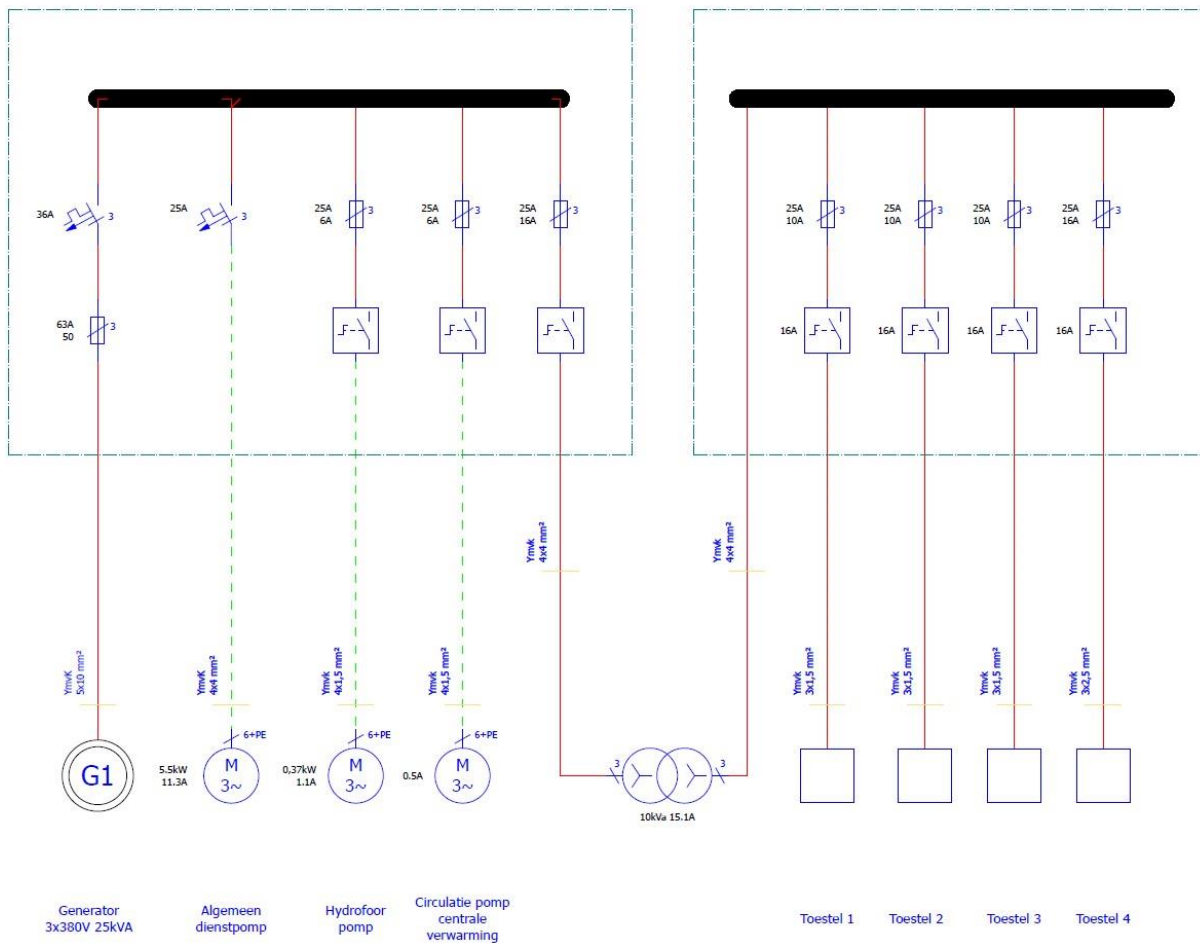 36A
3
25A
3
25A
6A
3
25A
6A
3
25A
16A
3
25A
10A
3
25A
10A
3
25A
10A
3
25A
16A
3
63A
50
3
16A
16A
16A
16A
Ymvk
4x4 mm²
Ymvk
4x4 mm²
YmvK
5x10 mm²
YmvK
4x4 mm²
Ymvk
4x1,5 mm²
Ymvk
4x1,5 mm²
Ymvk
3x1,5 mm²
Ymvk
3x1,5 mm²
Ymvk
3x1,5 mm²
Ymvk
3x2,5 mm²
6+PE
6+PE
6+PE
G1
5.5kW
11.3A
M
3~
0,37kW
1.1A
M
3~
0.5A
M
3~
3
3
10kVa 15.1A
Generator
3x380V 25kVA
Algemeen
dienstpomp
Hydrofoor
pomp
Circulatie pomp
centrale
verwarming
Toestel 1
Toestel 2
Toestel 3
Toestel 4